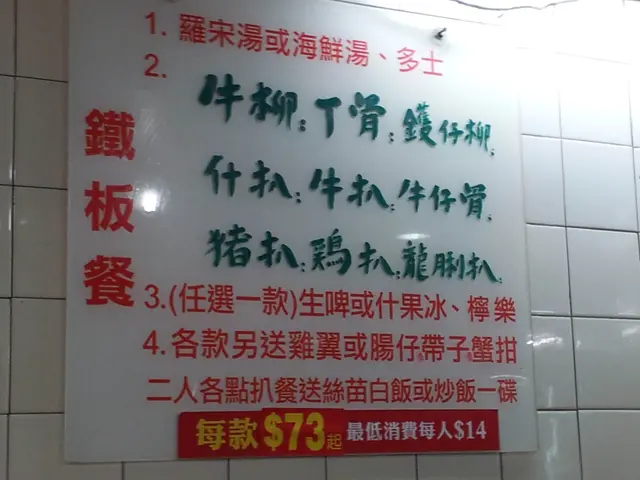 鐵板餐
1. 羅宋湯或海鮮湯、多士
2.
牛柳；丁骨；鑊仔柳；
什扒；牛扒；牛仔骨；
猪扒；鷄扒；龍脷扒；
3.(任選一款)生啤或什果冰、檸樂
4.各款另送雞翼或腸仔帶子蟹拑
二人各點扒餐送絲苗白飯或炒飯一碟
每款$73起 最低消費每人$14